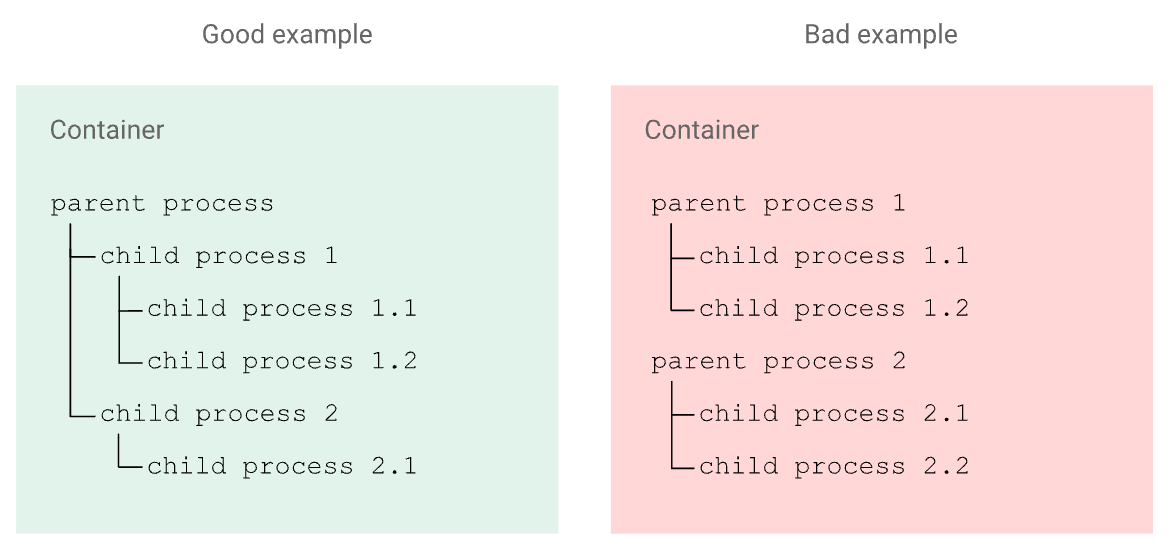 Good example
Container
parent process
child process 1
child process 1.1
child process 1.2
child process 2
child process 2.1
Bad example
Container
parent process 1
child process 1.1
child process 1.2
parent process 2
child process 2.1
child process 2.2